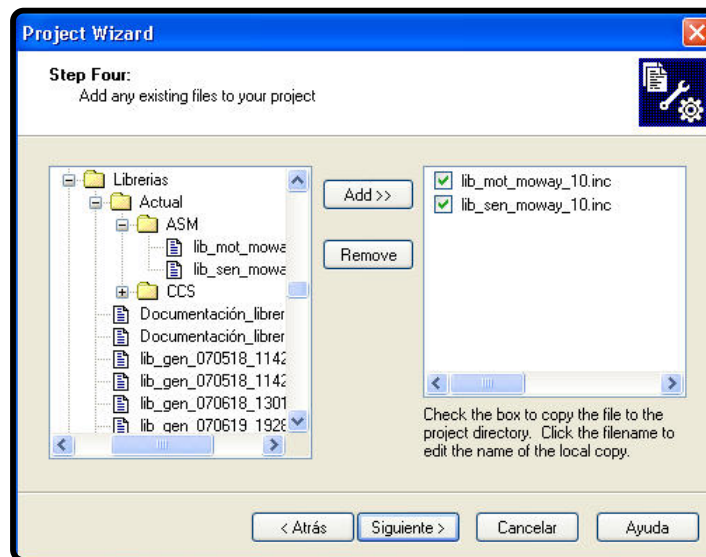 Project Wizard
Step Four:
Add any existing files to your project
Librerias
Actual
ASM
lib_mot_mowa
lib_sen_mowa
CCS
Documentación_librer
Documentación_librer
lib_gen_070518_1142
lib_gen_070518_1142
lib_gen_070618_1301
lib_gen_070619_1928
Add >>
Remove
lib_mot_moway_10.inc
lib_sen_moway_10.inc
Check the box to copy the file to the
project directory. Click the filename to
edit the name of the local copy.
< Atrás
Siguiente >
Cancelar
Ayuda